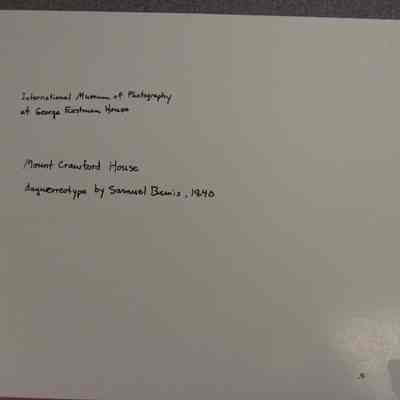 International Museum of Photography
at George Eastman House
Mount Crawford House
daguerreotype by Samuel Bemis, 1840